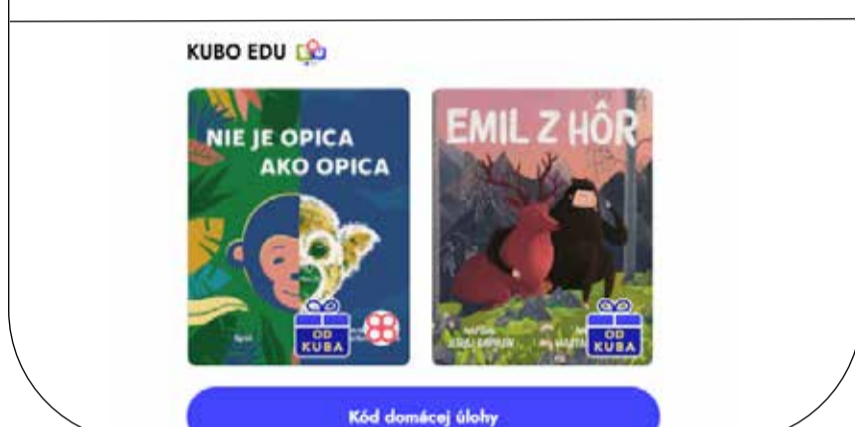 KUBO EDU
NIE JE OPICA
AKO OPICA
OD
KUBA
EMIL Z HÔR
OD
KUBA
Kód domácej úlohy